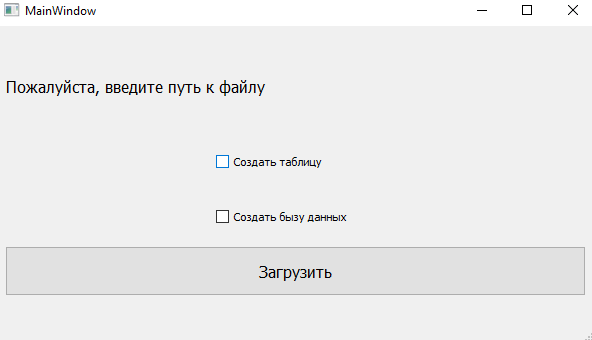 MainWindow
Пожалуйста, введите путь к файлу
Создать таблицу
Создать бызу данных
Загрузить